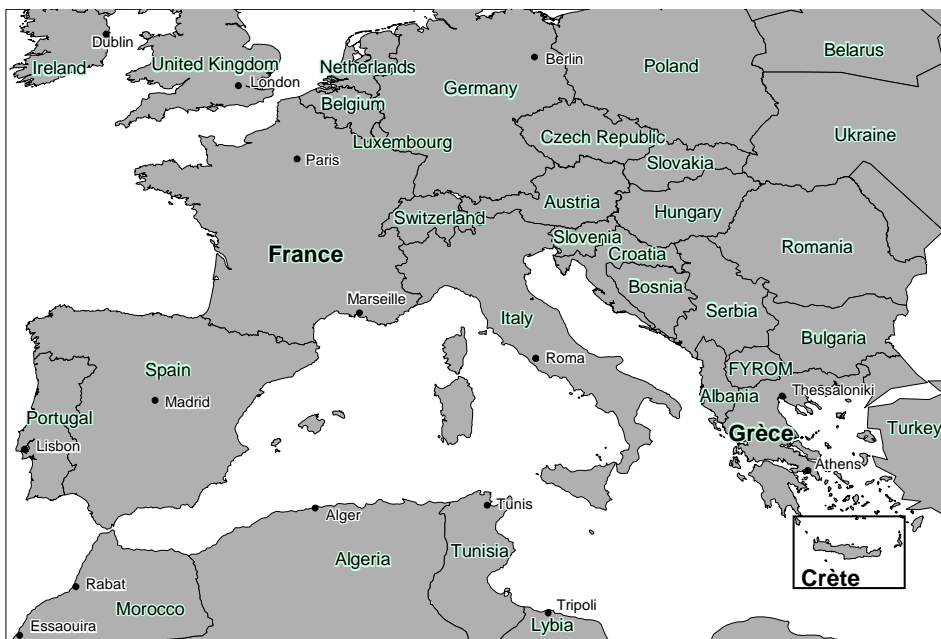 Dublin
Ireland
United Kingdom
London
Netherlands
Belgium
Luxembourg
Berlin
Germany
Poland
Belarus
Ukraine
Czech Republic
Slovakia
Paris
France
Switzerland
Austria
Hungary
Slovenia
Croatia
Romania
Bosnia
Serbia
Marseille
Italy
Bulgaria
Roma
FYROM
Albania
Thessaloniki
Spain
Madrid
Portugal
Lisbon
Grèce
Turkey
Athens
Alger
Tunis
Algeria
Tunisia
Crète
Rabat
Morocco
Essaouira
Tripoli
Lybia